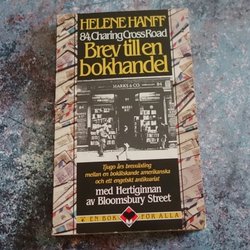 HELENE HANFF
84, Charing Cross Road
Brev till en
bokhandel
MARKS & CO.
84
Tjugo års brevväxling
mellan en bokälskande amerikanska
och ett engelskt antikvariat
med Hertiginnan
av Bloomsbury Street
EN BOK FÖR ALLA